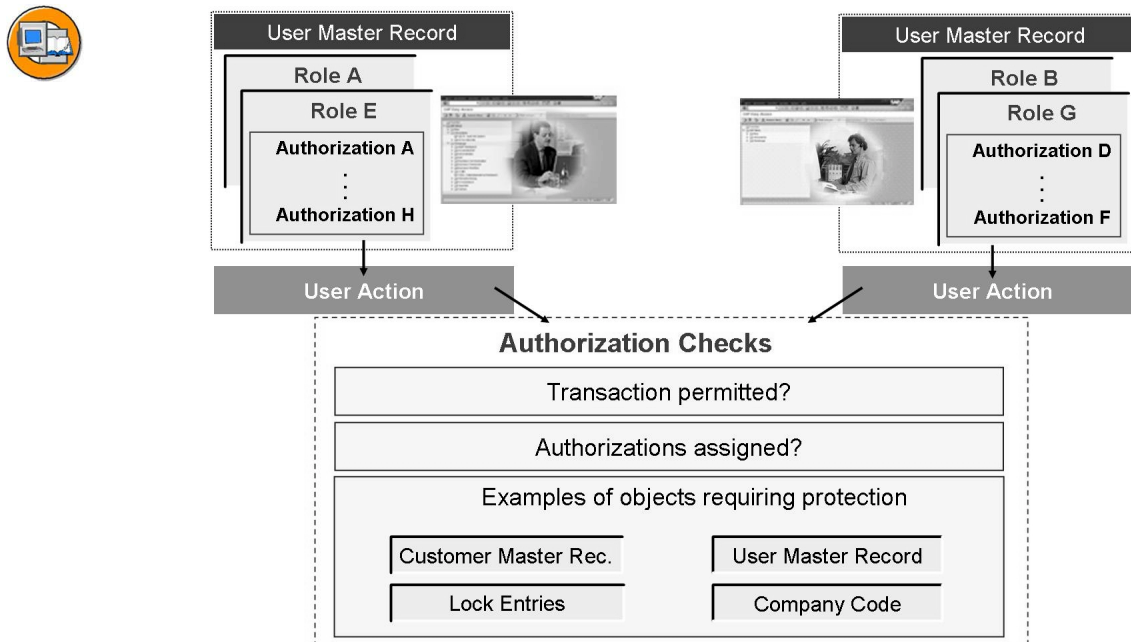 User Master Record
Role A
Role E
Authorization A
.
.
.
Authorization H
User Action
User Master Record
Role B
Role G
Authorization D
.
.
.
Authorization F
User Action
Authorization Checks
Transaction permitted?
Authorizations assigned?
Examples of objects requiring protection
Customer Master Rec.
User Master Record
Lock Entries
Company Code